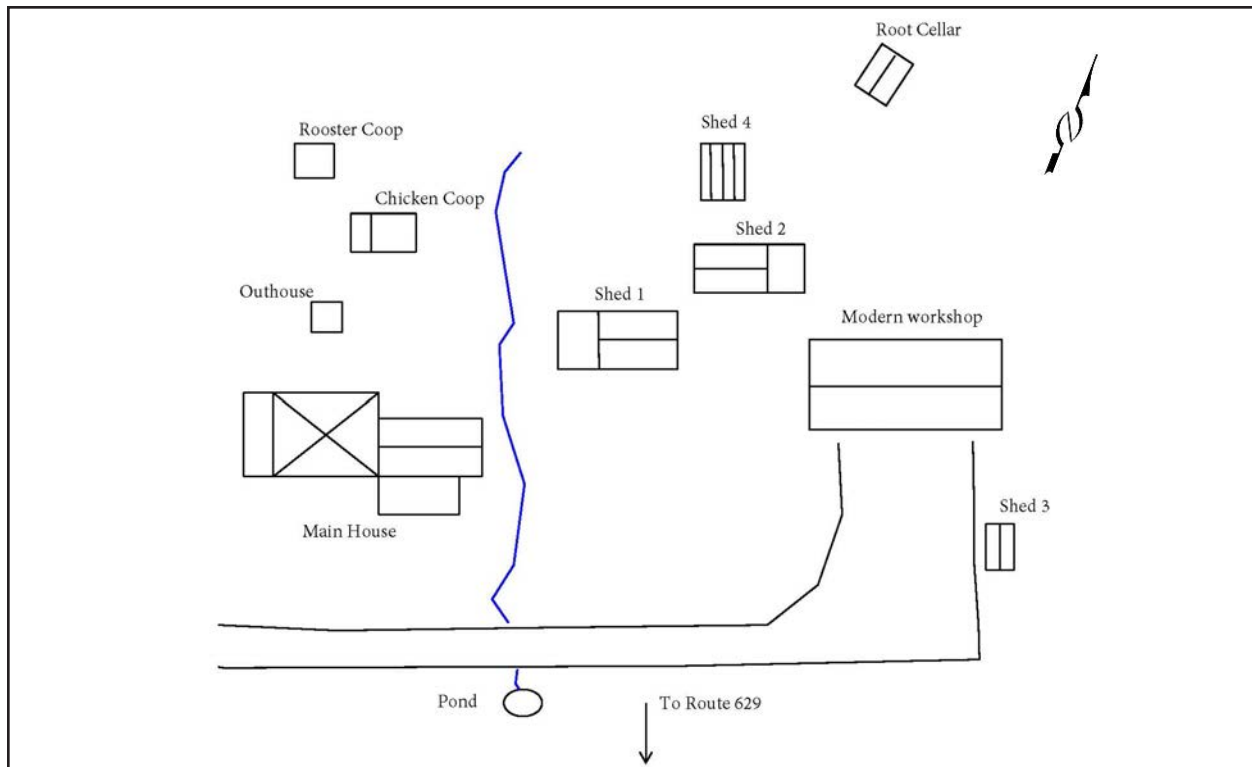 Root Cellar
Shed 4
Rooster Coop
Chicken Coop
Shed 2
Outhouse
Shed 1
Modern workshop
Shed 3
Main House
Pond
To Route 629